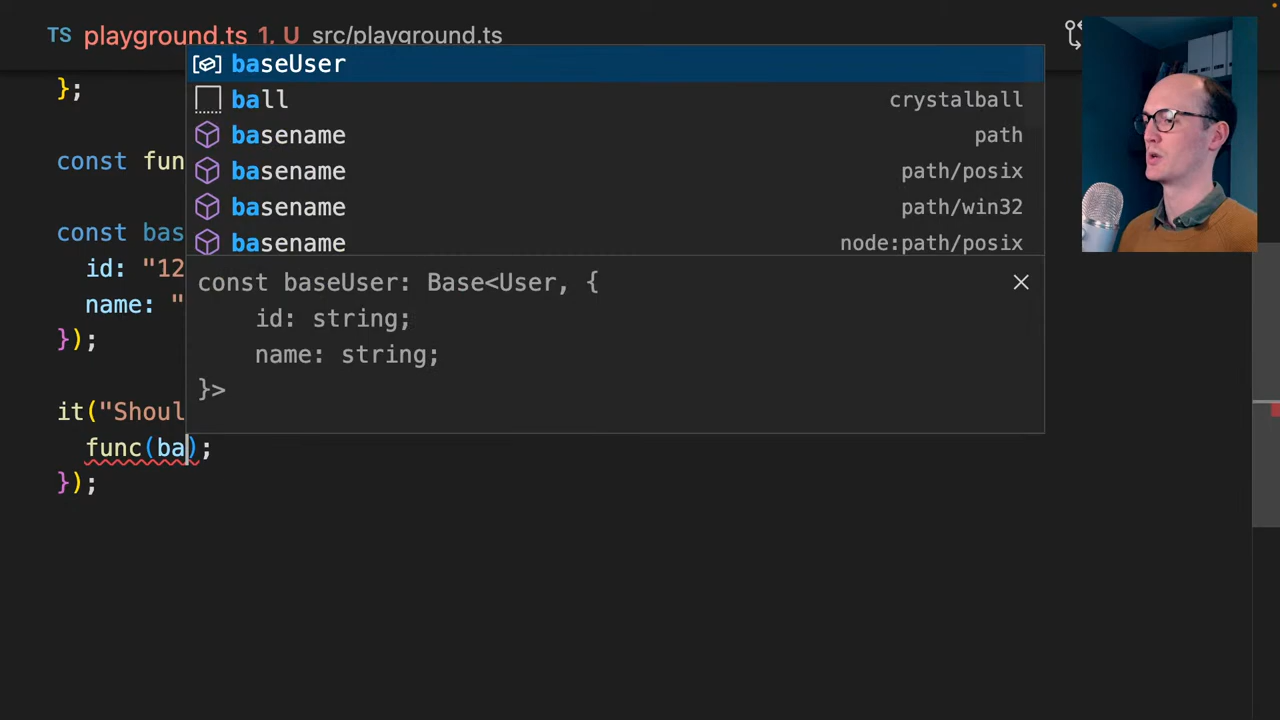 TS playground.ts 1, U src/playground.ts
};
baseUser
ball crystalball
basename path
const fun
basename path/posix
basename path/win32
const bas
basename node:path/posix
id: "12
const baseUser: Base<User, {
name: "
id: string;
});
name: string;
}>
it("Shoul
func(ba);
});